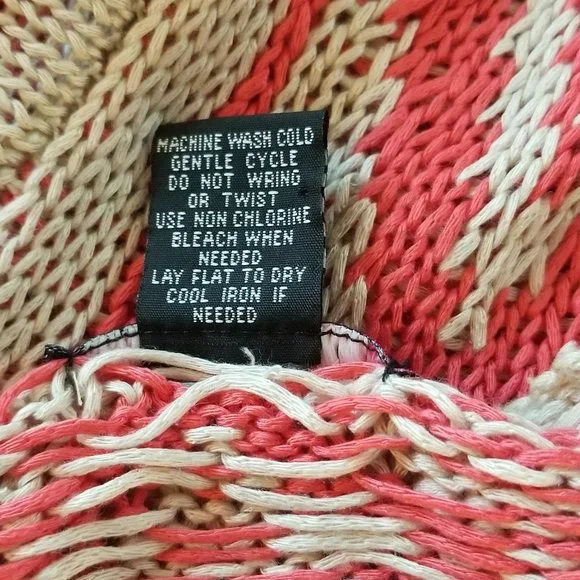 MACHINE WASH COLD
GENTLE CYCLE
DO NOT WRING
OR TWIST
USE NON CHLORINE
BLEACH WHEN
NEEDED
LAY FLAT TO DRY
COOL IRON IF
NEEDED